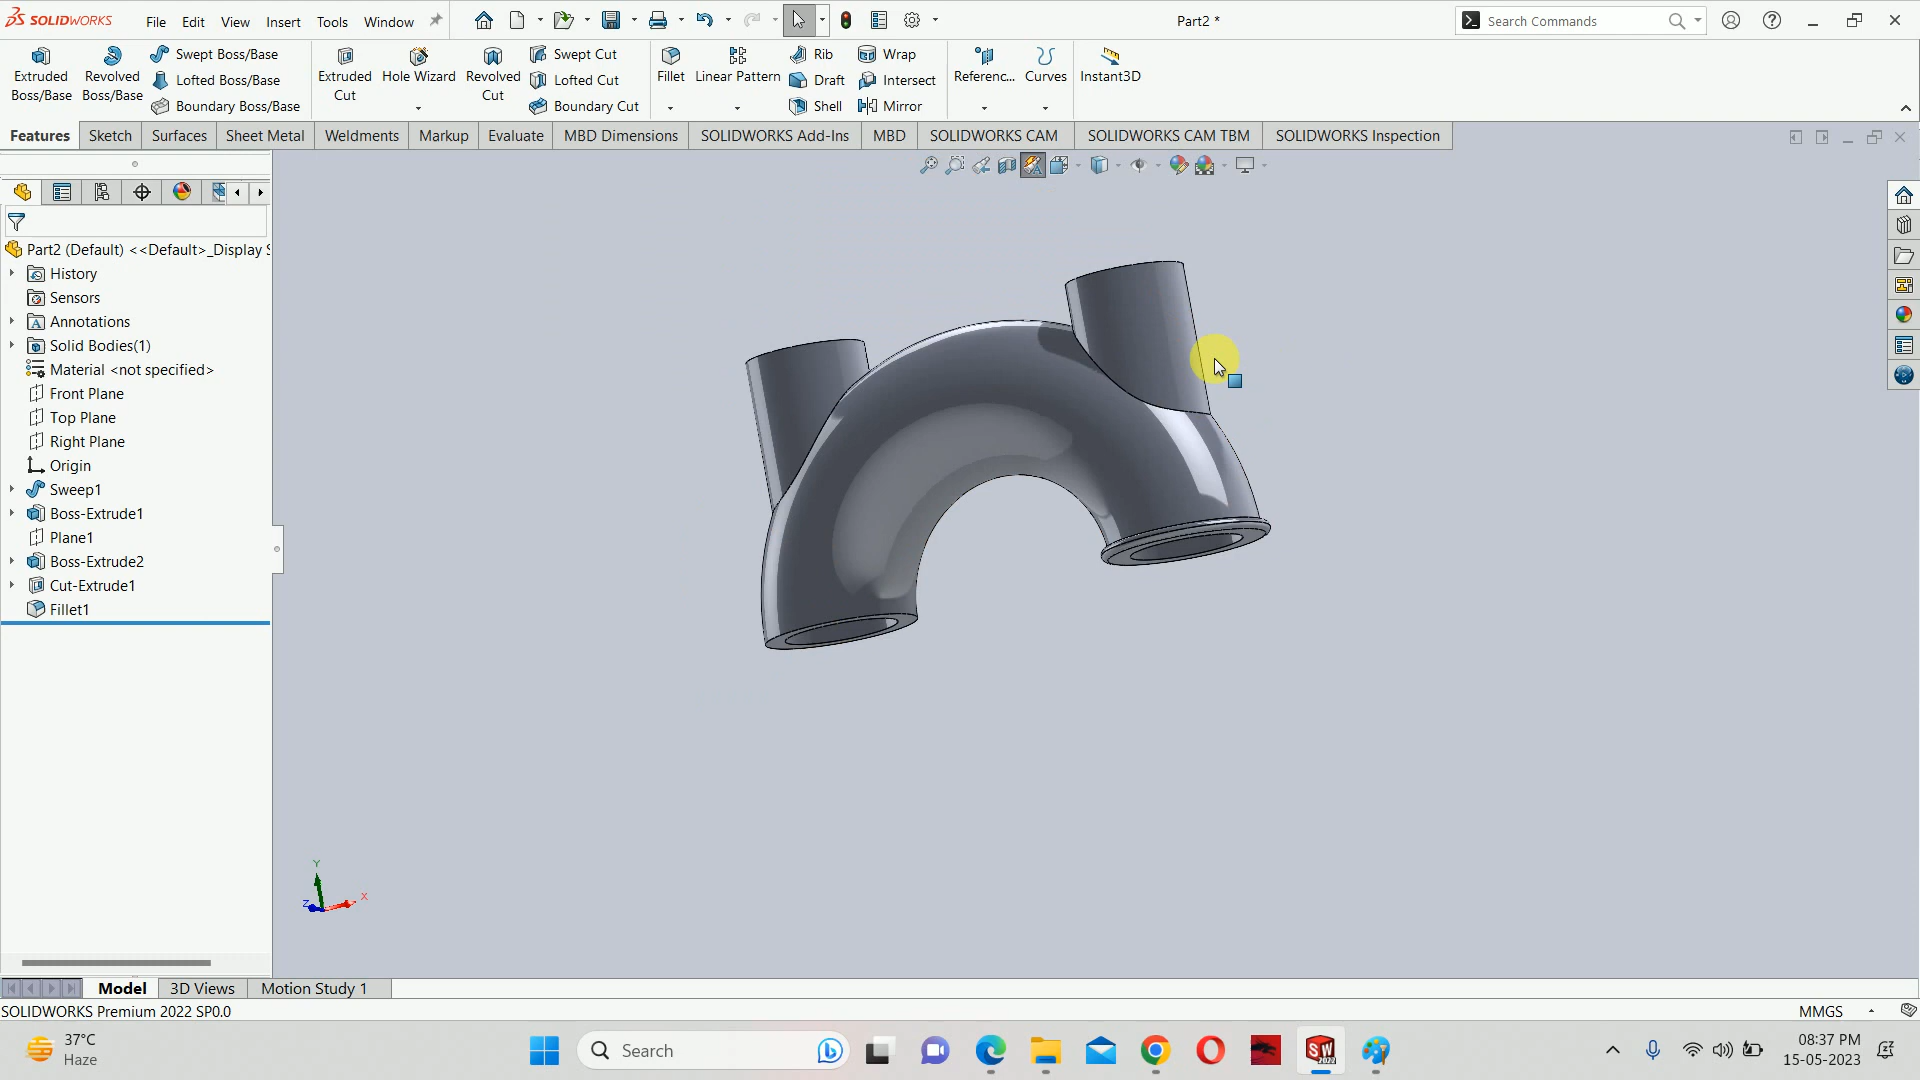 SOLIDWORKS File Edit View Insert Tools Window Part2 * Search Commands
Extruded Boss/Base Revolved Boss/Base Swept Boss/Base Lofted Boss/Base Boundary Boss/Base Extruded Cut Hole Wizard Revolved Cut Swept Cut Lofted Cut Boundary Cut Fillet Linear Pattern Rib Draft Shell Wrap Intersect Mirror Referenc... Curves Instant3D
Features Sketch Surfaces Sheet Metal Weldments Markup Evaluate MBD Dimensions SOLIDWORKS Add-Ins MBD SOLIDWORKS CAM SOLIDWORKS CAM TBM SOLIDWORKS Inspection
Part2 (Default) <<Default>_Display S
History
Sensors
Annotations
Solid Bodies(1)
Material <not specified>
Front Plane
Top Plane
Right Plane
Origin
Sweep1
Boss-Extrude1
Plane1
Boss-Extrude2
Cut-Extrude1
Fillet1
Y
Z X
Model 3D Views Motion Study 1
SOLIDWORKS Premium 2022 SP0.0 MMGS
37°C
Haze
Search
SW
2022
08:37 PM
15-05-2023